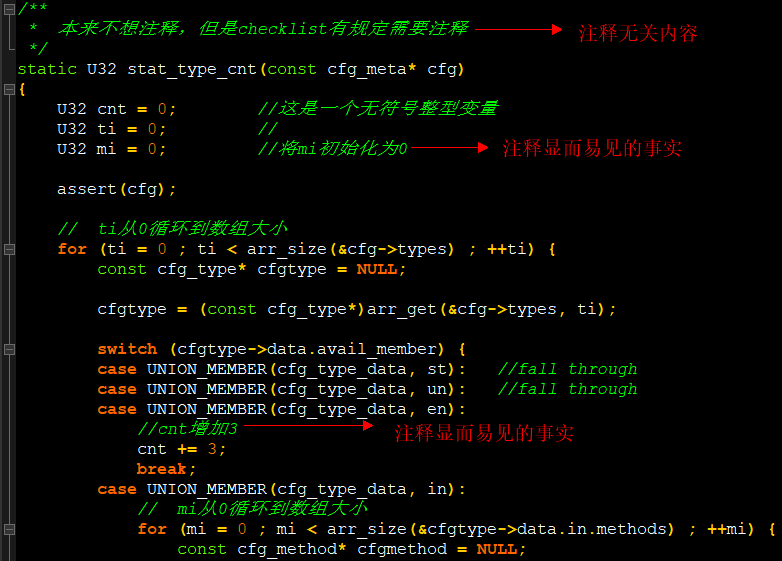 /**
 *  本来不想注释，但是checklist有规定需要注释 注释无关内容
 */
static U32 stat_type_cnt(const cfg_meta* cfg)
{
    U32 cnt = 0;        //这是一个无符号整型变量
    U32 ti = 0;         //
    U32 mi = 0;         //将mi初始化为0 注释显而易见的事实
    assert(cfg);
    //  ti从0循环到数组大小
    for (ti = 0 ; ti < arr_size(&cfg->types) ; ++ti) {
        const cfg_type* cfgtype = NULL;
        cfgtype = (const cfg_type*)arr_get(&cfg->types, ti);
        switch (cfgtype->data.avail_member) {
        case UNION_MEMBER(cfg_type_data, st):   //fall through
        case UNION_MEMBER(cfg_type_data, un):   //fall through
        case UNION_MEMBER(cfg_type_data, en):
            //cnt增加3 注释显而易见的事实
            cnt += 3;
            break;
        case UNION_MEMBER(cfg_type_data, in):
            //  mi从0循环到数组大小
            for (mi = 0 ; mi < arr_size(&cfgtype->data.in.methods) ; ++mi) {
                const cfg_method* cfgmethod = NULL;